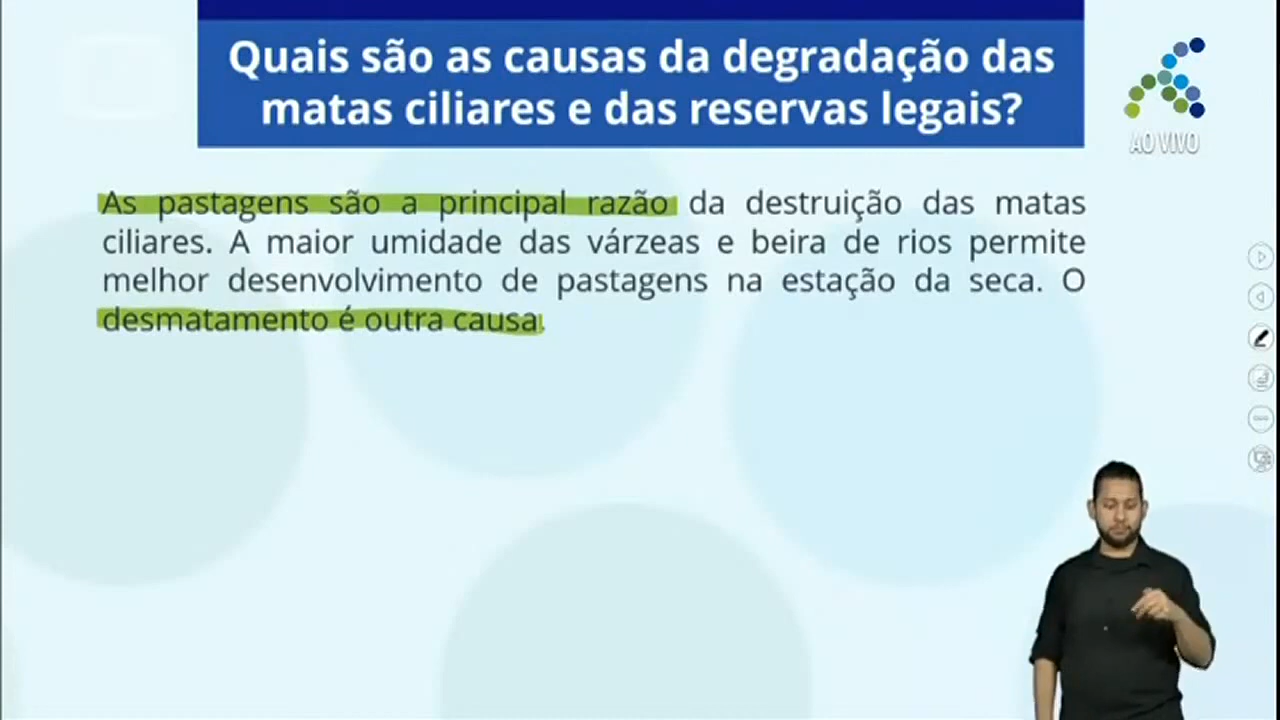 Quais são as causas da degradação das
matas ciliares e das reservas legais?
AO VIVO
As pastagens são a principal razão da destruição das matas
ciliares. A maior umidade das várzeas e beira de rios permite
melhor desenvolvimento de pastagens na estação da seca. O
desmatamento é outra causa.